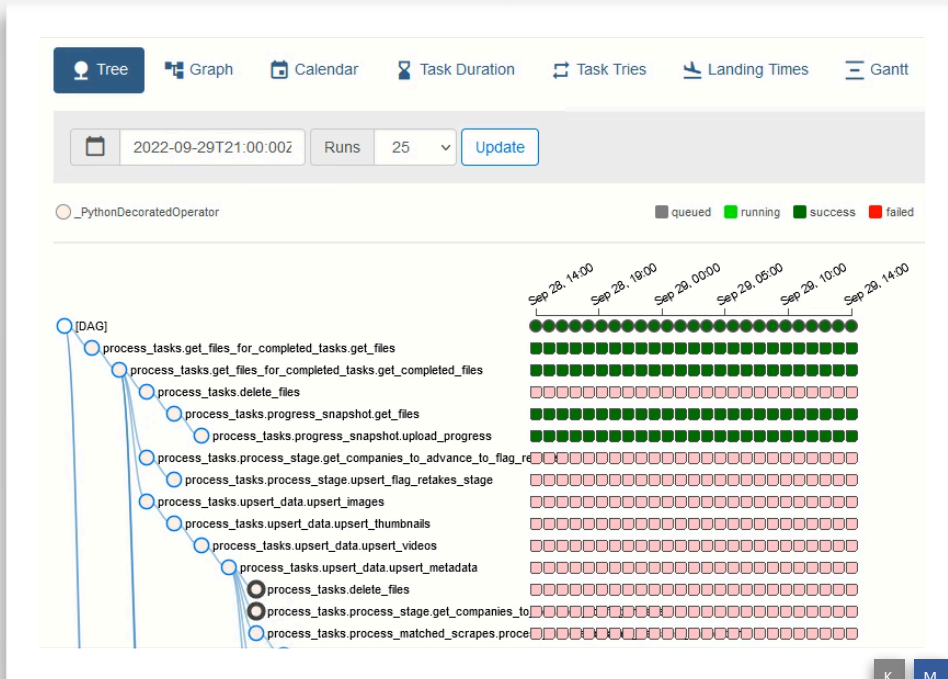 Tree Graph Calendar Task Duration Task Tries Landing Times Gantt
2022-09-29T21:00:00Z Runs 25 Update
_PythonDecoratedOperator queued running success failed
Sep 28, 14:00 Sep 28, 19:00 Sep 29, 00:00 Sep 29, 05:00 Sep 29, 10:00 Sep 29, 14:00
[DAG]
process_tasks.get_files_for_completed_tasks.get_files
process_tasks.get_files_for_completed_tasks.get_completed_files
process_tasks.delete_files
process_tasks.progress_snapshot.get_files
process_tasks.progress_snapshot.upload_progress
process_tasks.process_stage.get_companies_to_advance_to_flag_re
process_tasks.process_stage.upsert_flag_retakes_stage
process_tasks.upsert_data.upsert_images
process_tasks.upsert_data.upsert_thumbnails
process_tasks.upsert_data.upsert_videos
process_tasks.upsert_data.upsert_metadata
process_tasks.delete_files
process_tasks.process_stage.get_companies_to
process_tasks.process_matched_scrapes.proce
K M